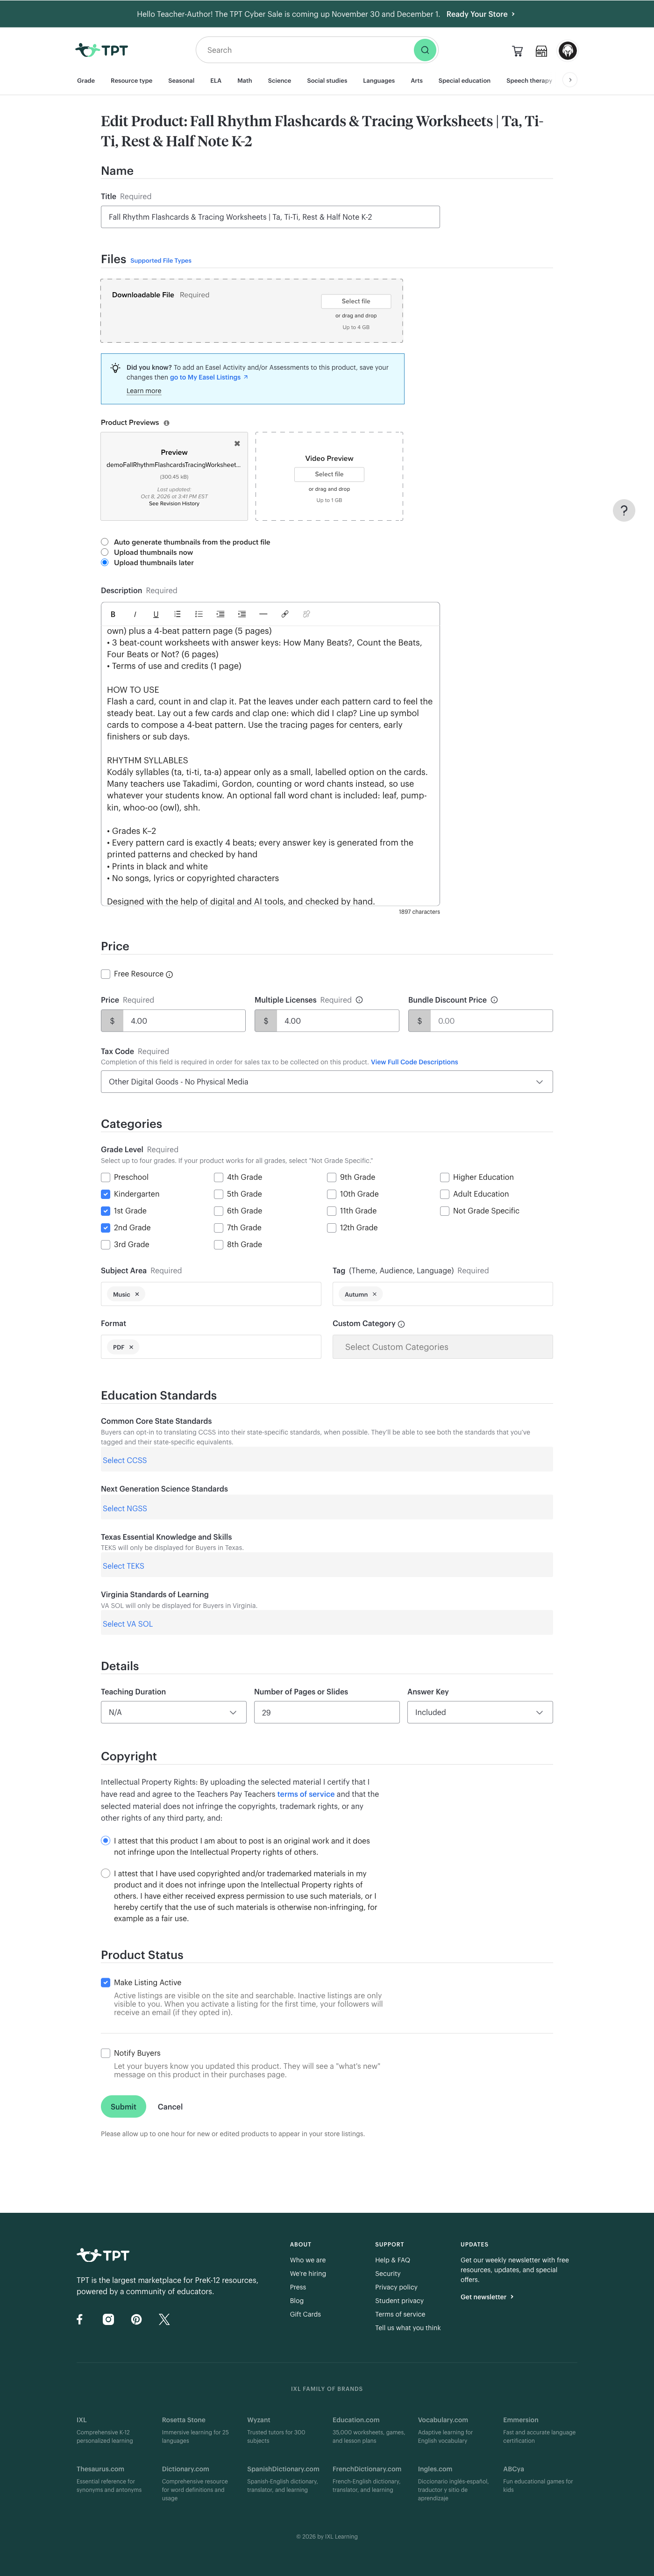 Hello Teacher-Author! The TPT Cyber Sale is coming up November 30 and December 1. Ready Your Store
TPT
Search
Grade Resource type Seasonal ELA Math Science Social studies Languages Arts Special education Speech therapy
Edit Product: Fall Rhythm Flashcards & Tracing Worksheets | Ta, Ti-
Ti, Rest & Half Note K-2
Name
Title Required
Fall Rhythm Flashcards & Tracing Worksheets | Ta, Ti-Ti, Rest & Half Note K-2
Files Supported File Types
Downloadable File Required
Select file
or drag and drop
Up to 4 GB
Did you know? To add an Easel Activity and/or Assessments to this product, save your
changes then go to My Easel Listings
Learn more
Product Previews
Preview
demoFallRhythmFlashcardsTracingWorksheet...
(300.45 kB)
Last updated:
Oct 8, 2026 at 3:41 PM EST
See Revision History
Video Preview
Select file
or drag and drop
Up to 1 GB
?
Auto generate thumbnails from the product file
Upload thumbnails now
Upload thumbnails later
Description Required
B I U
own) plus a 4-beat pattern page (5 pages)
• 3 beat-count worksheets with answer keys: How Many Beats?, Count the Beats,
Four Beats or Not? (6 pages)
• Terms of use and credits (1 page)
HOW TO USE
Flash a card, count in and clap it. Pat the leaves under each pattern card to feel the
steady beat. Lay out a few cards and clap one: which did I clap? Line up symbol
cards to compose a 4-beat pattern. Use the tracing pages for centers, early
finishers or sub days.
RHYTHM SYLLABLES
Kodály syllables (ta, ti-ti, ta-a) appear only as a small, labelled option on the cards.
Many teachers use Takadimi, Gordon, counting or word chants instead, so use
whatever your students know. An optional fall word chant is included: leaf, pump-
kin, whoo-oo (owl), shh.
• Grades K–2
• Every pattern card is exactly 4 beats; every answer key is generated from the
printed patterns and checked by hand
• Prints in black and white
• No songs, lyrics or copyrighted characters
Designed with the help of digital and AI tools, and checked by hand.
1897 characters
Price
Free Resource
Price Required
Multiple Licenses Required
Bundle Discount Price
$ 4.00
$ 4.00
$ 0.00
Tax Code Required
Completion of this field is required in order for sales tax to be collected on this product. View Full Code Descriptions
Other Digital Goods - No Physical Media
Categories
Grade Level Required
Select up to four grades. If your product works for all grades, select "Not Grade Specific."
Preschool 4th Grade 9th Grade Higher Education
Kindergarten 5th Grade 10th Grade Adult Education
1st Grade 6th Grade 11th Grade Not Grade Specific
2nd Grade 7th Grade 12th Grade
3rd Grade 8th Grade
Subject Area Required
Tag (Theme, Audience, Language) Required
Music
Autumn
Format
Custom Category
PDF
Select Custom Categories
Education Standards
Common Core State Standards
Buyers can opt-in to translating CCSS into their state-specific standards, when possible. They'll be able to see both the standards that you've
tagged and their state-specific equivalents.
Select CCSS
Next Generation Science Standards
Select NGSS
Texas Essential Knowledge and Skills
TEKS will only be displayed for Buyers in Texas.
Select TEKS
Virginia Standards of Learning
VA SOL will only be displayed for Buyers in Virginia.
Select VA SOL
Details
Teaching Duration
Number of Pages or Slides
Answer Key
N/A
29
Included
Copyright
Intellectual Property Rights: By uploading the selected material I certify that I
have read and agree to the Teachers Pay Teachers terms of service and that the
selected material does not infringe the copyrights, trademark rights, or any
other rights of any third party, and:
I attest that this product I am about to post is an original work and it does
not infringe upon the Intellectual Property rights of others.
I attest that I have used copyrighted and/or trademarked materials in my
product and it does not infringe upon the Intellectual Property rights of
others. I have either received express permission to use such materials, or I
hereby certify that the use of such materials is otherwise non-infringing, for
example as a fair use.
Product Status
Make Listing Active
Active listings are visible on the site and searchable. Inactive listings are only
visible to you. When you activate a listing for the first time, your followers will
receive an email (if they opted in).
Notify Buyers
Let your buyers know you updated this product. They will see a "what's new"
message on this product in their purchases page.
Submit Cancel
Please allow up to one hour for new or edited products to appear in your store listings.
TPT
TPT is the largest marketplace for PreK-12 resources,
powered by a community of educators.
ABOUT
Who we are
We're hiring
Press
Blog
Gift Cards
SUPPORT
Help & FAQ
Security
Privacy policy
Student privacy
Terms of service
Tell us what you think
UPDATES
Get our weekly newsletter with free
resources, updates, and special
offers.
Get newsletter
IXL FAMILY OF BRANDS
IXL
Comprehensive K-12
personalized learning
Rosetta Stone
Immersive learning for 25
languages
Wyzant
Trusted tutors for 300
subjects
Education.com
35,000 worksheets, games,
and lesson plans
Vocabulary.com
Adaptive learning for
English vocabulary
Emmersion
Fast and accurate language
certification
Thesaurus.com
Essential reference for
synonyms and antonyms
Dictionary.com
Comprehensive resource
for word definitions and
usage
SpanishDictionary.com
Spanish-English dictionary,
translator, and learning
FrenchDictionary.com
French-English dictionary,
translator, and learning
Ingles.com
Diccionario inglés-español,
traductor y sitio de
aprendizaje
ABCya
Fun educational games for
kids
© 2026 by IXL Learning